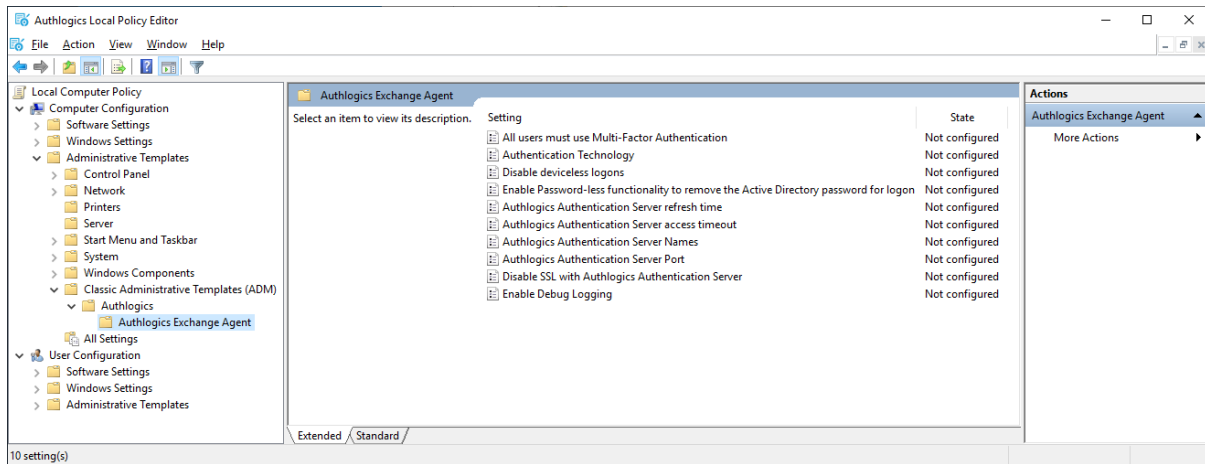 Authlogics Local Policy Editor
File Action View Window Help
Local Computer Policy
Computer Configuration
Software Settings
Windows Settings
Administrative Templates
Control Panel
Network
Printers
Server
Start Menu and Taskbar
System
Windows Components
Classic Administrative Templates (ADM)
Authlogics
Authlogics Exchange Agent
All Settings
User Configuration
Software Settings
Windows Settings
Administrative Templates
Authlogics Exchange Agent
Select an item to view its description.
Setting State
All users must use Multi-Factor Authentication Not configured
Authentication Technology Not configured
Disable deviceless logons Not configured
Enable Password-less functionality to remove the Active Directory password for logon Not configured
Authlogics Authentication Server refresh time Not configured
Authlogics Authentication Server access timeout Not configured
Authlogics Authentication Server Names Not configured
Authlogics Authentication Server Port Not configured
Disable SSL with Authlogics Authentication Server Not configured
Enable Debug Logging Not configured
Extended Standard
Actions
Authlogics Exchange Agent
More Actions
10 setting(s)